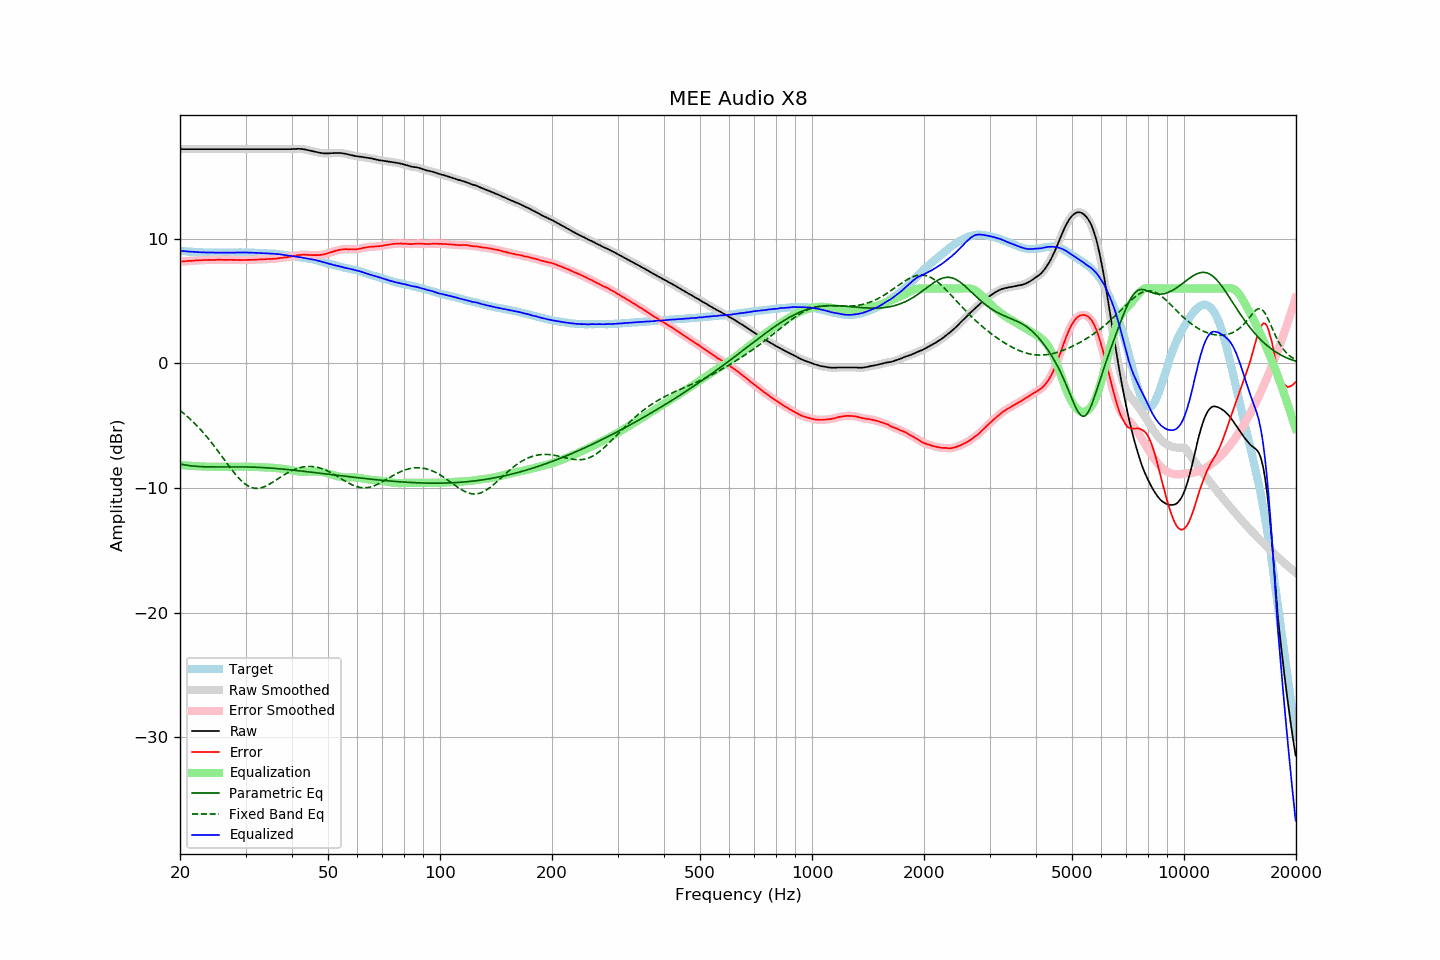 MEE Audio X8
Amplitude (dBr)
10
0
−10
−20
−30
Target
Raw Smoothed
Error Smoothed
Raw
Error
Equalization
Parametric Eq
Fixed Band Eq
Equalized
20 50 100 200 500 1000 2000 5000 10000 20000
Frequency (Hz)